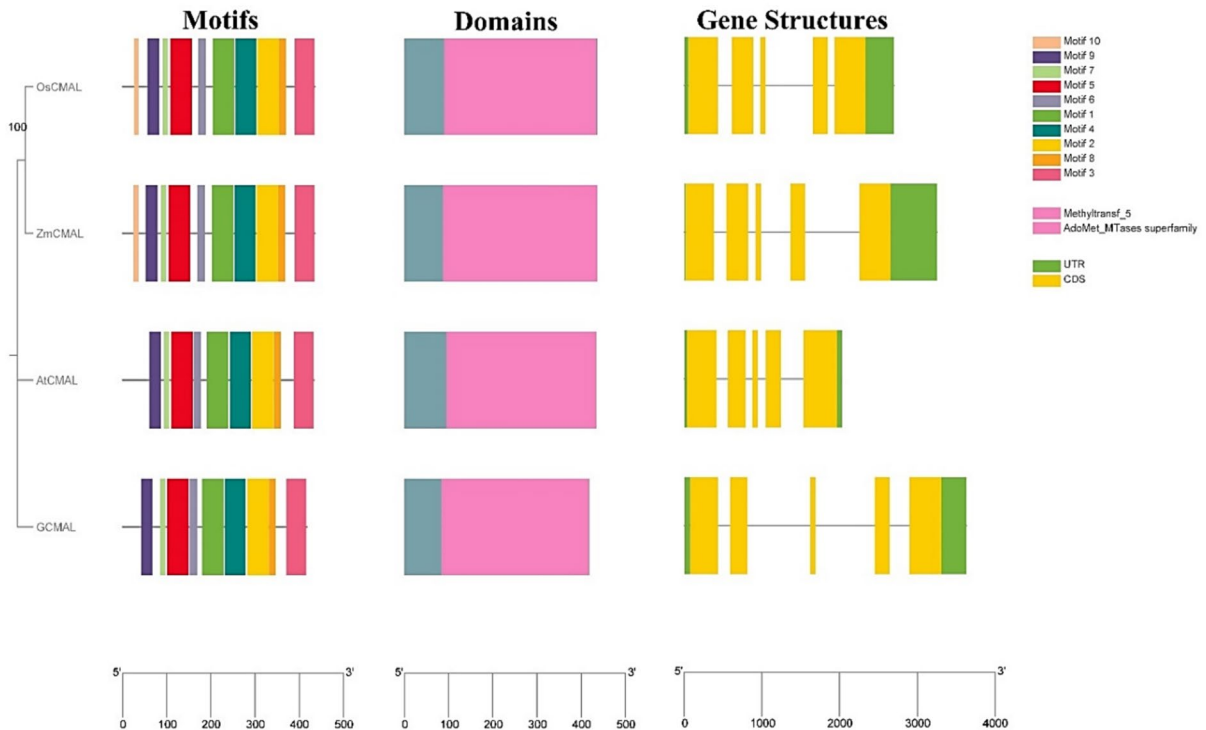 Motifs Domains Gene Structures
100
OsCMAL
ZmCMAL
AtCMAL
GCMAL
Motif 10
Motif 9
Motif 7
Motif 5
Motif 6
Motif 1
Motif 4
Motif 2
Motif 8
Motif 3
Methyltransf_5
AdoMet_MTases superfamily
UTR
CDS
5' 3' 5' 3' 5' 3'
0 100 200 300 400 500 0 100 200 300 400 500 0 1000 2000 3000 4000